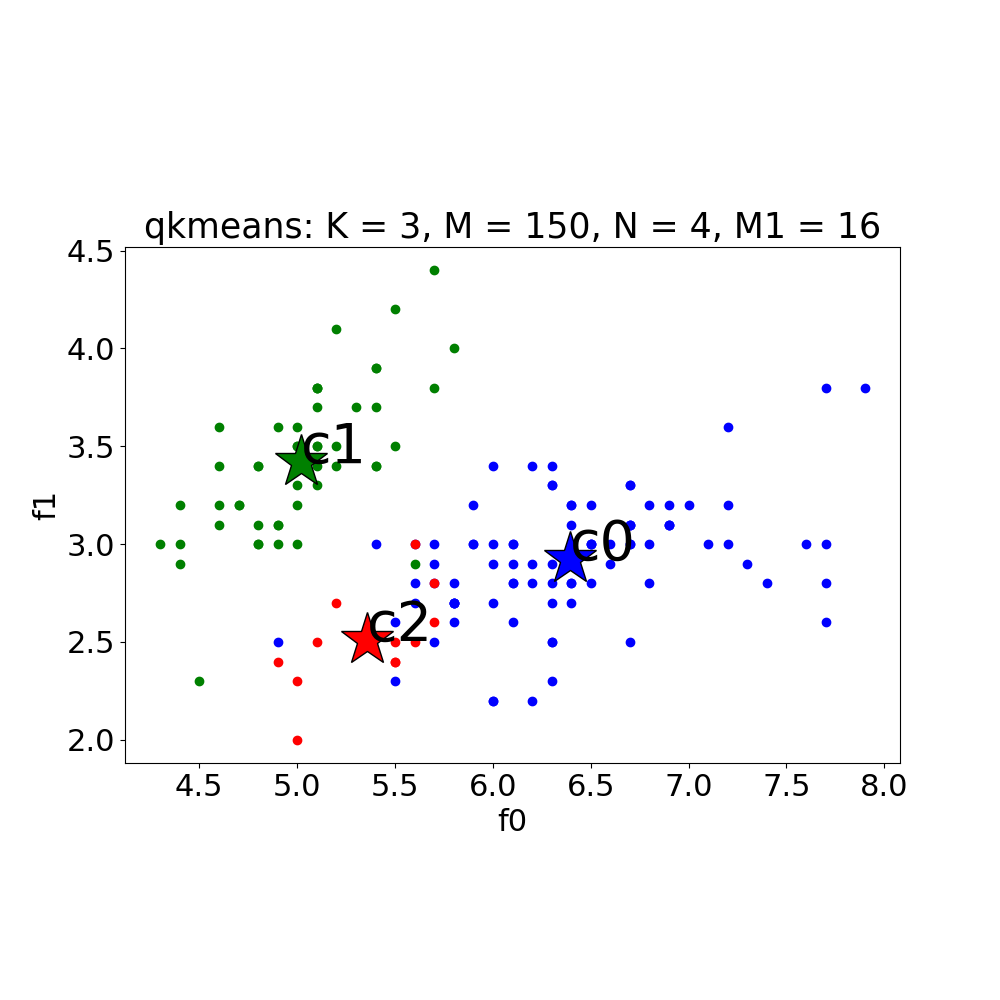 qkmeans: K = 3, M = 150, N = 4, M1 = 16
4.5
4.0
3.5
3.0
2.5
2.0
f1
c1
c0
c2
4.5 5.0 5.5 6.0 6.5 7.0 7.5 8.0
f0